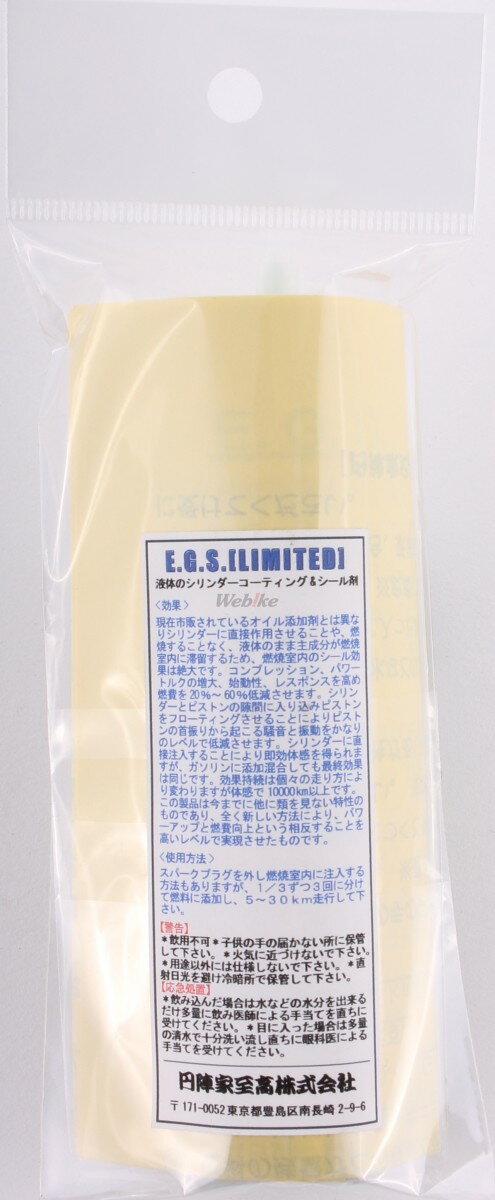 E.G.S.[LIMITED]
液体のシリンダーコーティング＆シール剤
Webike
〈効果〉
現在市販されているオイル添加剤とは異な
りシリンダーに直接作用させることや、燃
焼することなく、液体のまま主成分が燃焼
室内に滞留するため、燃焼室内のシール効
果は絶大です。コンプレッション、パワー
トルクの増大、始動性、レスポンスを高め
燃費を20％～60％低減させます。シリン
ダーとピストンの隙間に入り込みピストン
をフローティングさせることによりピスト
ンの首振りから起こる騒音と振動をかなり
のレベルで低減させます。シリンダーに直
接注入することにより即効体感を得られま
すが、ガソリンに添加混合しても最終効果
は同じです。効果持続は個々の走り方によ
り変わりますが体感で10000km以上です。
この製品は今までに他に類を見ない特性の
ものであり、全く新しい方法により、パワ
ーアップと燃費向上という相反することを
高いレベルで実現させたものです。
〈使用方法〉
スパークプラグを外し燃焼室内に注入する
方法もありますが、1／3ずつ3回に分け
て燃料に添加し、5～30km走行して下
さい。
【警告】
＊飲用不可＊子供の手の届かない所に保管
して下さい。＊火気に近づけないで下さい。
＊用途以外には仕様しないで下さい。＊直
射日光を避け冷暗所で保管して下さい。
【応急処置】
＊飲み込んだ場合は水などの水分を出来る
だけ多量に飲み医師による手当てを直ちに
受けてください。＊目に入った場合は多量
の清水で十分洗い流し直ちに眼科医による
手当てを受けてください。
円陣家至高株式会社
〒171-0052東京都豊島区南長崎2-9-6